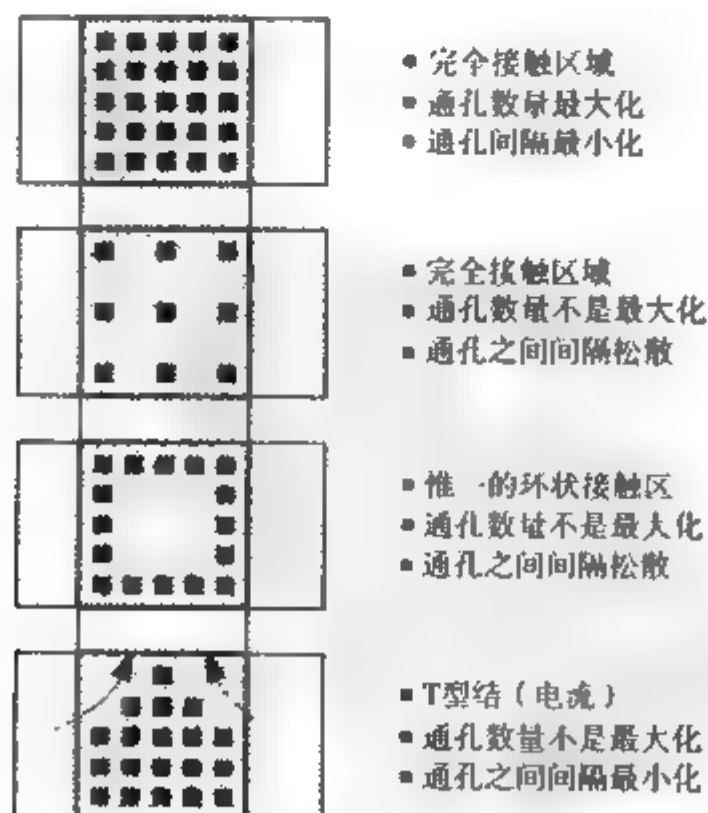 完全接触区域
通孔数量最大化
通孔间隔最小化
完全接触区域
通孔数量不是最大化
通孔之间间隔松散
惟一的环状接触区
通孔数量不是最大化
通孔之间间隔松散
T型结（电流）
通孔数量不是最大化
通孔之间间隔最小化